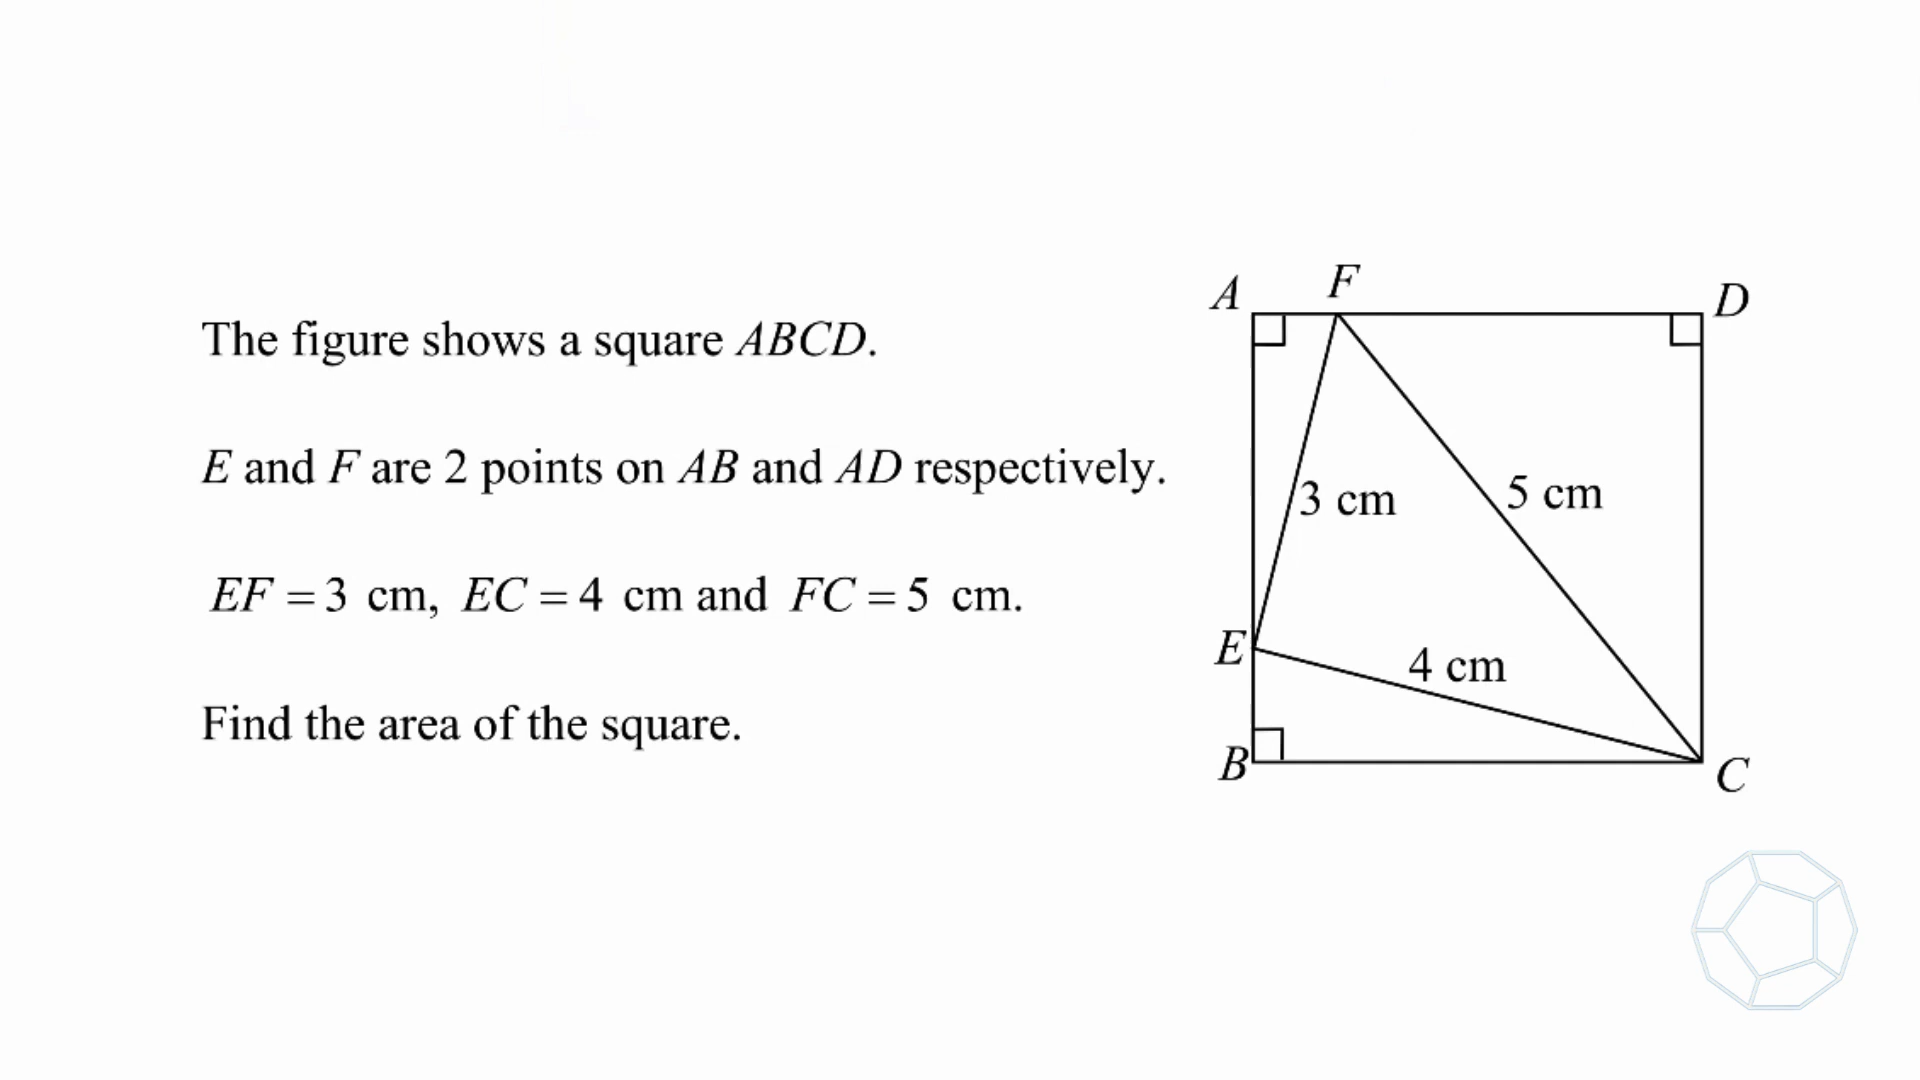 The figure shows a square ABCD.
E and F are 2 points on AB and AD respectively.
EF = 3 cm, EC = 4 cm and FC = 5 cm.
Find the area of the square.
A
F
D
3 cm
5 cm
E
4 cm
B
C